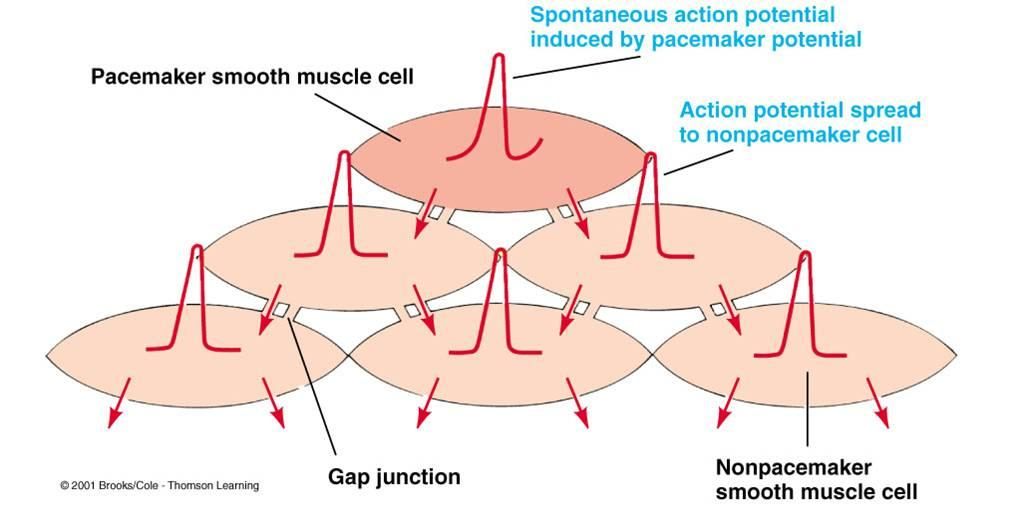 Spontaneous action potential
induced by pacemaker potential
Pacemaker smooth muscle cell
Action potential spread
to nonpacemaker cell
Gap junction
Nonpacemaker
smooth muscle cell
© 2001 Brooks/Cole - Thomson Learning